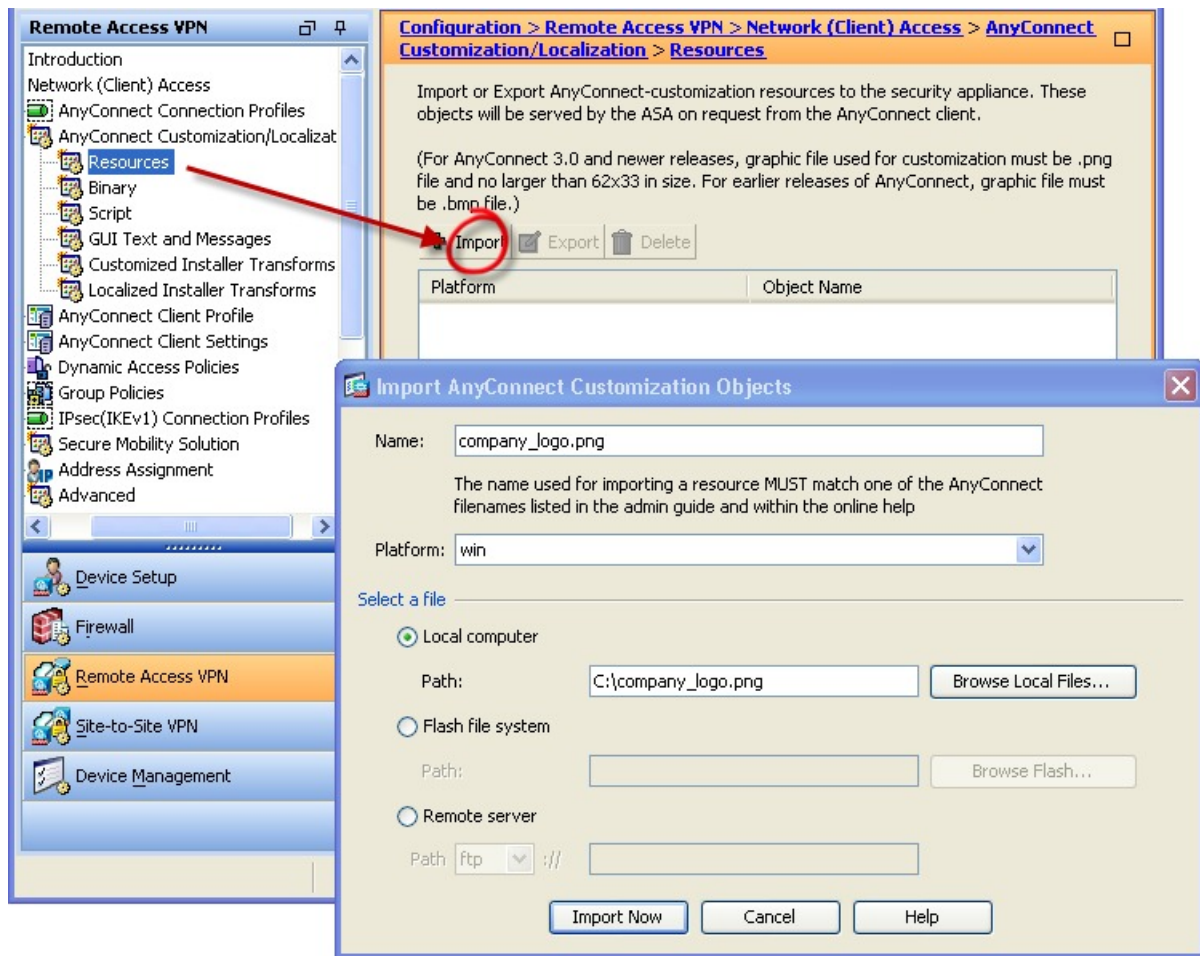 Remote Access VPN
Introduction
Network (Client) Access
AnyConnect Connection Profiles
AnyConnect Customization/Localizat
Resources
Binary
Script
GUI Text and Messages
Customized Installer Transforms
Localized Installer Transforms
AnyConnect Client Profile
AnyConnect Client Settings
Dynamic Access Policies
Group Policies
IPsec(IKEv1) Connection Profiles
Secure Mobility Solution
Address Assignment
Advanced
Device Setup
Firewall
Remote Access VPN
Site-to-Site VPN
Device Management
Configuration > Remote Access VPN > Network (Client) Access > AnyConnect
Customization/Localization > Resources
Import or Export AnyConnect-customization resources to the security appliance. These
objects will be served by the ASA on request from the AnyConnect client.
(For AnyConnect 3.0 and newer releases, graphic file used for customization must be .png
file and no larger than 62x33 in size. For earlier releases of AnyConnect, graphic file must
be .bmp file.)
Import Export Delete
Platform Object Name
Import AnyConnect Customization Objects
Name: company_logo.png
The name used for importing a resource MUST match one of the AnyConnect
filenames listed in the admin guide and within the online help
Platform: win
Select a file
Local computer
Path: C:\company_logo.png Browse Local Files...
Flash file system
Path: Browse Flash...
Remote server
Path ftp ://
Import Now Cancel Help